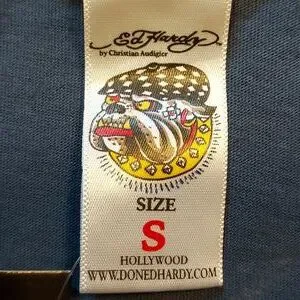 Ed Hardy
by Christian Audigier
SIZE
S
HOLLYWOOD
WWW.DONEDHARDY.COM